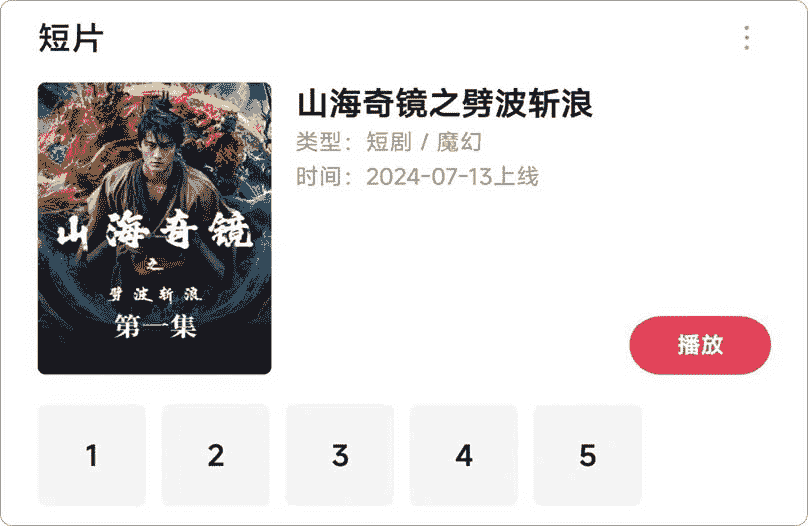 短片
山海奇镜之劈波斩浪
类型：短剧 / 魔幻
时间：2024-07-13上线
山海奇镜
之
劈波斩浪
第一集
播放
1 2 3 4 5